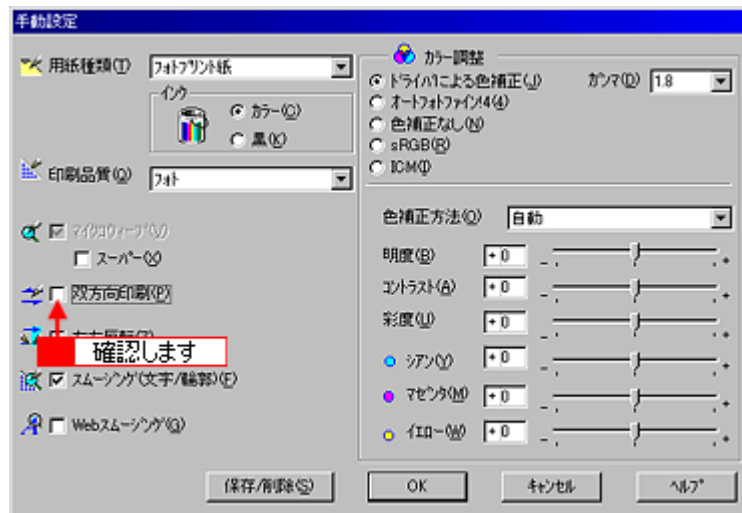 手動設定
用紙種類(T) フォトプリント紙
インク
カラー(C)
黒(K)
印刷品質(Q) フォト
マイクロウィーブ(V)
スーパー(X)
双方向印刷(P)
確認します
スムージング(文字/輪郭)(E)
Webスムージング(G)
カラー調整
ドライバによる色補正(J) ガンマ(D) 1.8
オートフォトファイン!4(4)
色補正なし(N)
sRGB(R)
ICM(I)
色補正方法(O) 自動
明度(B) +0 - +
コントラスト(A) +0 - +
彩度(U) +0 - +
シアン(Y) +0 - +
マゼンタ(M) +0 - +
イエロー(W) +0 - +
保存/削除(S) OK キャンセル ヘルプ